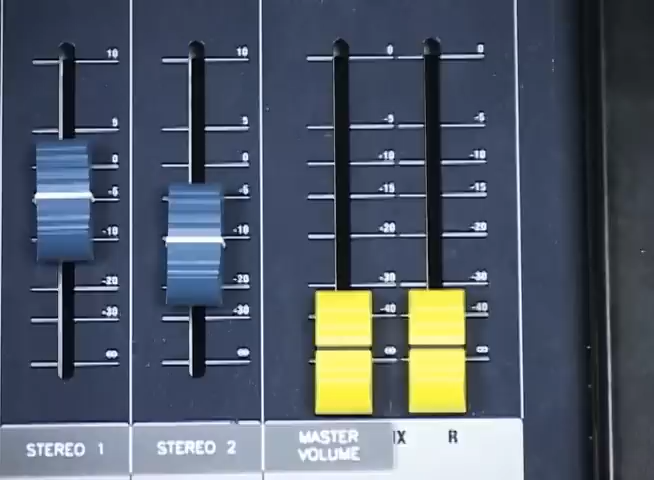 10 10 0 0
5 5 -5 -5
0 0 -10 -10
-5 -5 -15 -15
-10 -10 -20 -20
-20 -20 -30 -30
-30 -30 -40 -40
∞ ∞ ∞ ∞
STEREO 1
STEREO 2
MASTER
VOLUME
IX R